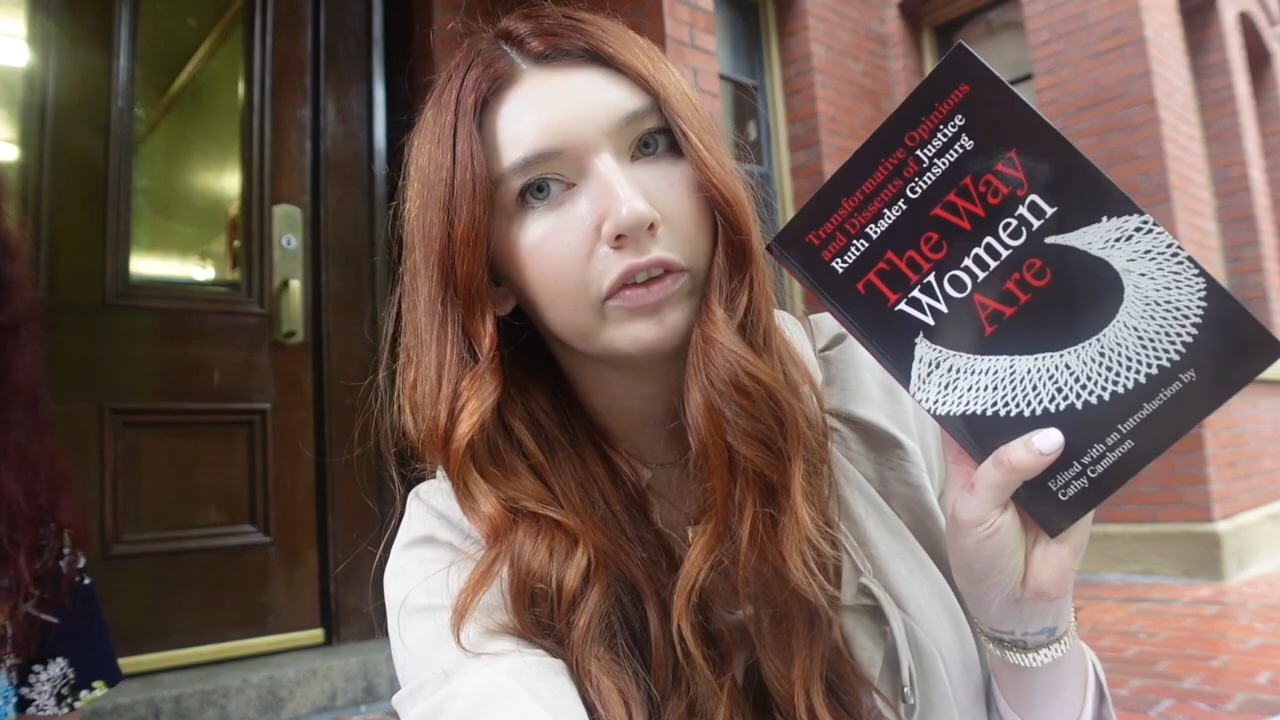 Transformative Opinions
and Dissents of Justice
Ruth Bader Ginsburg
The Way
Women
Are
Edited with an Introduction by
Cathy Cambron